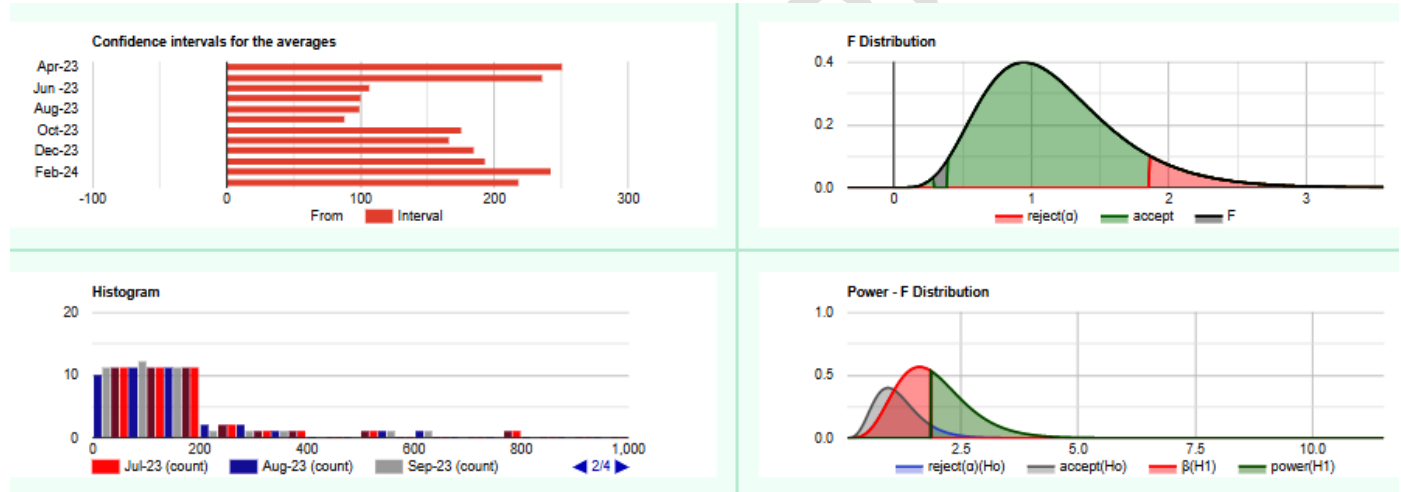 Confidence intervals for the averages
Apr-23
Jun -23
Aug-23
Oct-23
Dec-23
Feb-24
-100 0 100 200 300
From Interval
F Distribution
0.4
0.2
0.0
0 1 2 3
reject(α) accept F
Histogram
20
10
0
0 200 400 600 800 1,000
Jul-23 (count) Aug-23 (count) Sep-23 (count) 2/4
Power - F Distribution
1.0
0.5
0.0
2.5 5.0 7.5 10.0
reject(α)(Ho) accept(Ho) β(H1) power(H1)